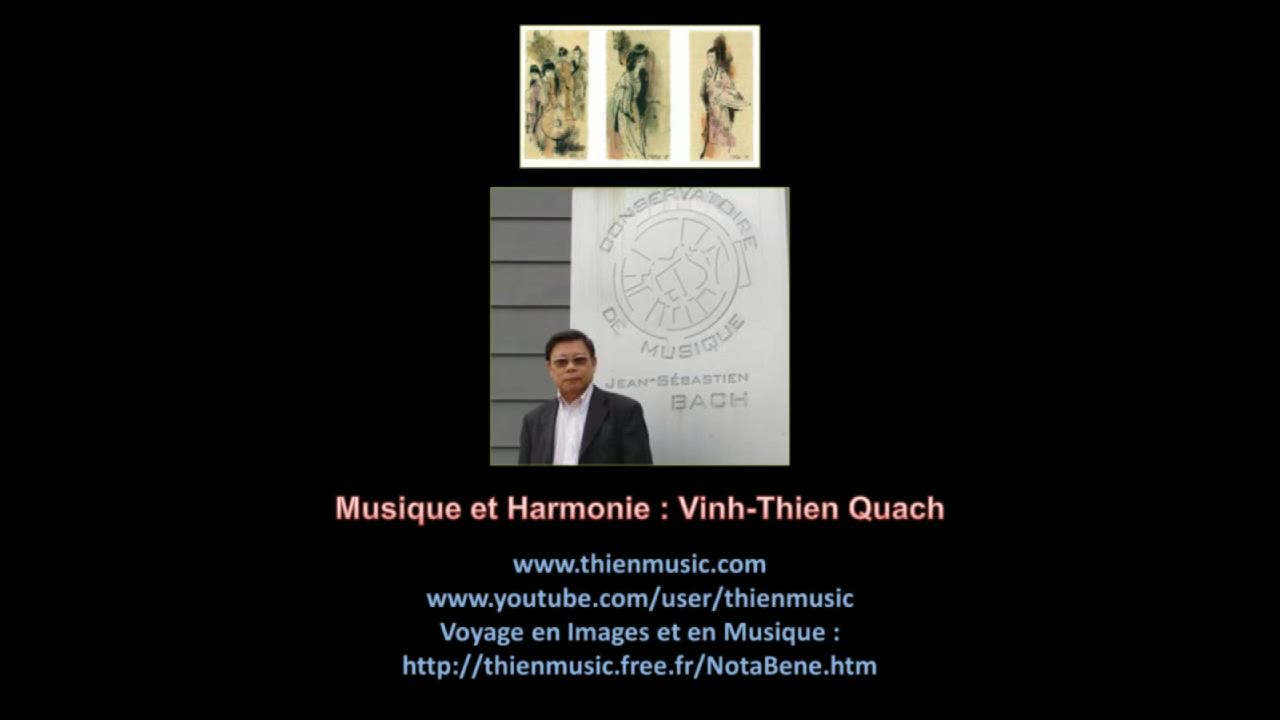 CONSERVATOIRE
DE MUSIQUE
JEAN-SÉBASTIEN
BACH
Musique et Harmonie : Vinh-Thien Quach
www.thienmusic.com
www.youtube.com/user/thienmusic
Voyage en Images et en Musique :
http://thienmusic.free.fr/NotaBene.htm